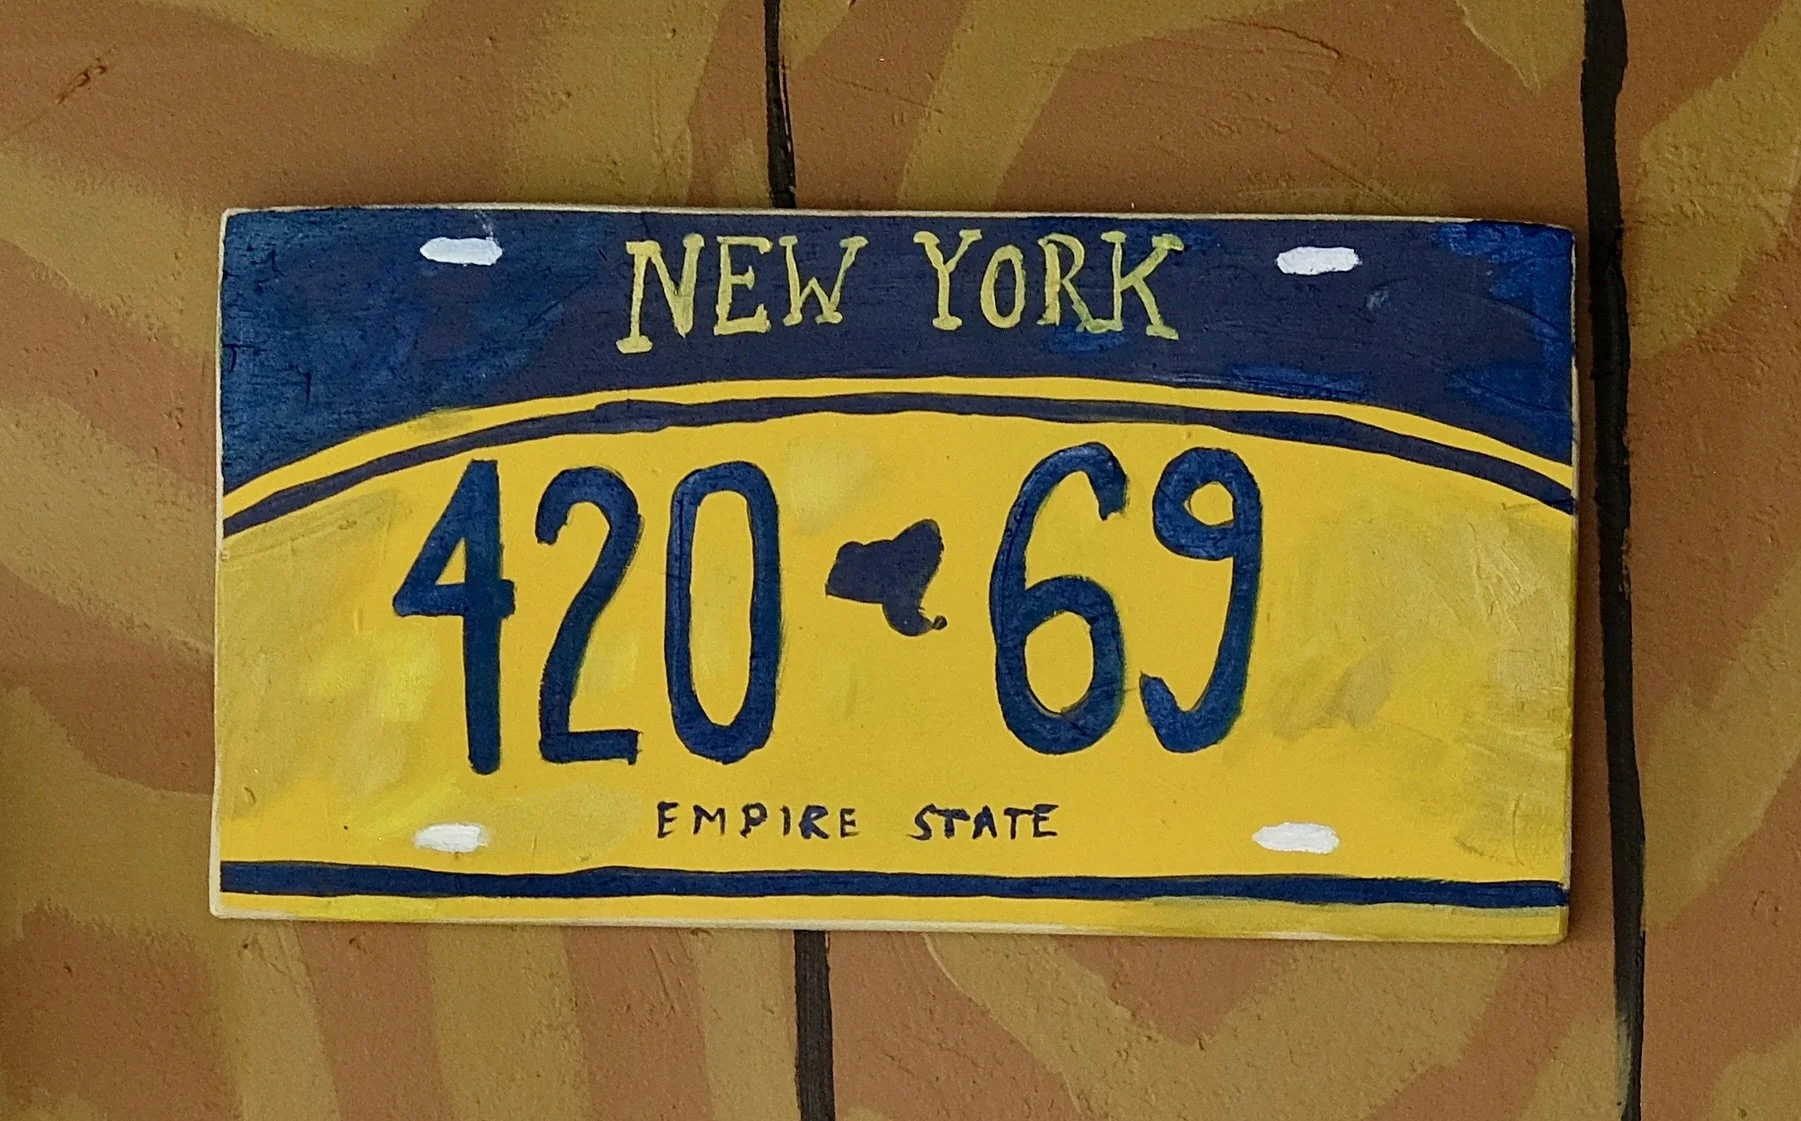 NEW YORK
420 69
EMPIRE STATE